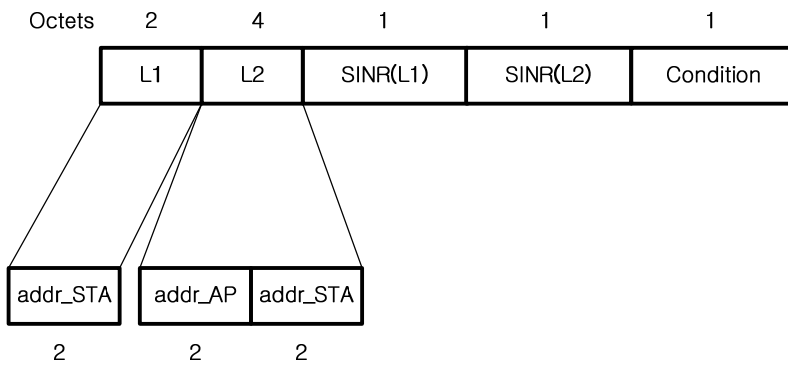 Octets 2 4 1 1 1
L1 L2 SINR(L1) SINR(L2) Condition
addr_STA addr_AP addr_STA
2 2 2